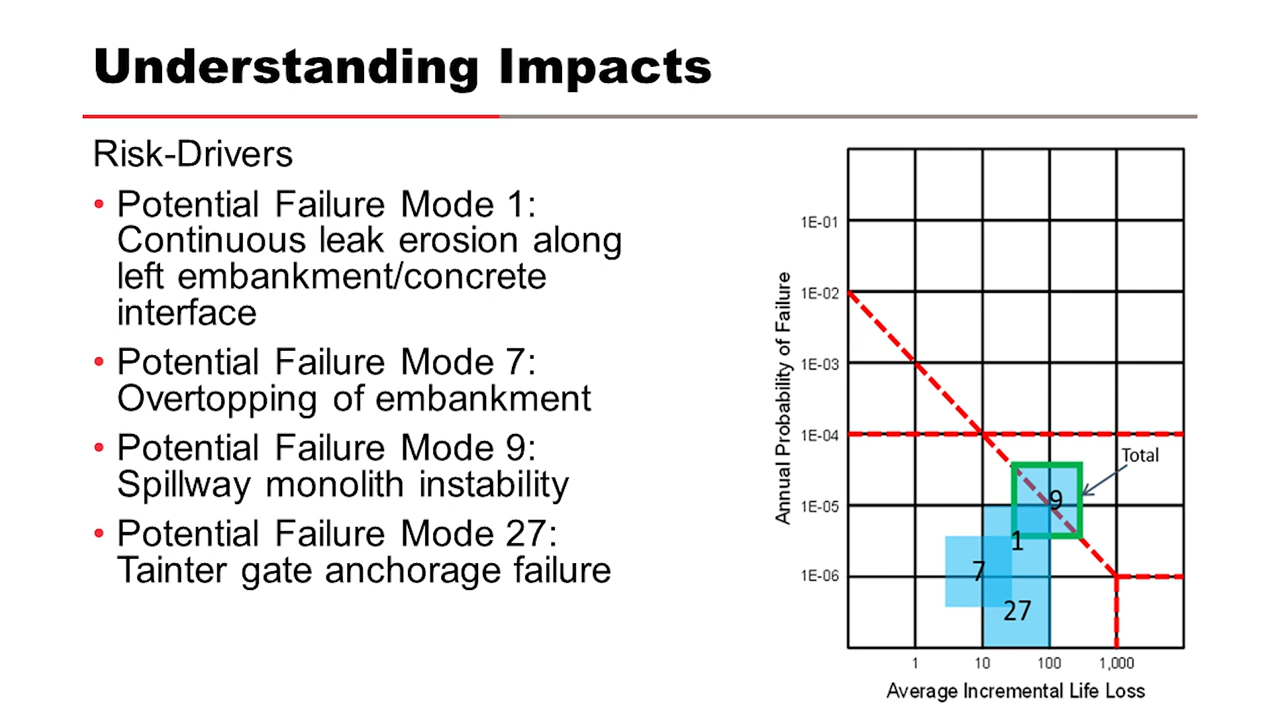 Understanding Impacts
Risk-Drivers
• Potential Failure Mode 1:
Continuous leak erosion along
left embankment/concrete
interface
• Potential Failure Mode 7:
Overtopping of embankment
• Potential Failure Mode 9:
Spillway monolith instability
• Potential Failure Mode 27:
Tainter gate anchorage failure
Annual Probability of Failure
1E-01
1E-02
1E-03
1E-04
1E-05
1E-06
Total
9
1
7
27
1 10 100 1,000
Average Incremental Life Loss